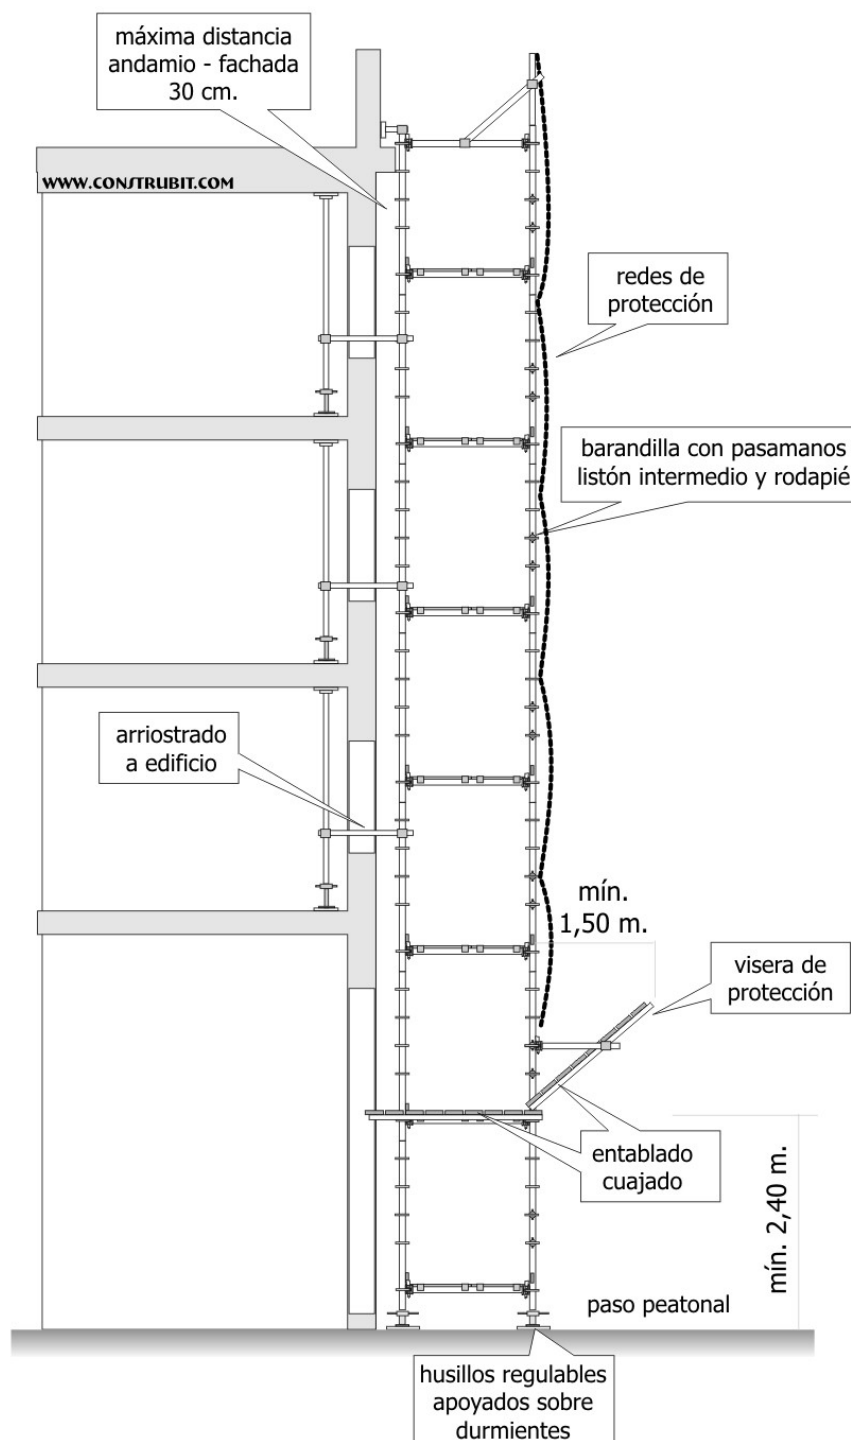 máxima distancia
andamio - fachada
30 cm.
WWW.CONSTRUBIT.COM
redes de
protección
barandilla con pasamanos
listón intermedio y rodapié
arriostrado
a edificio
mín.
1,50 m.
visera de
protección
entablado
cuajado
mín. 2,40 m.
paso peatonal
husillos regulables
apoyados sobre
durmientes